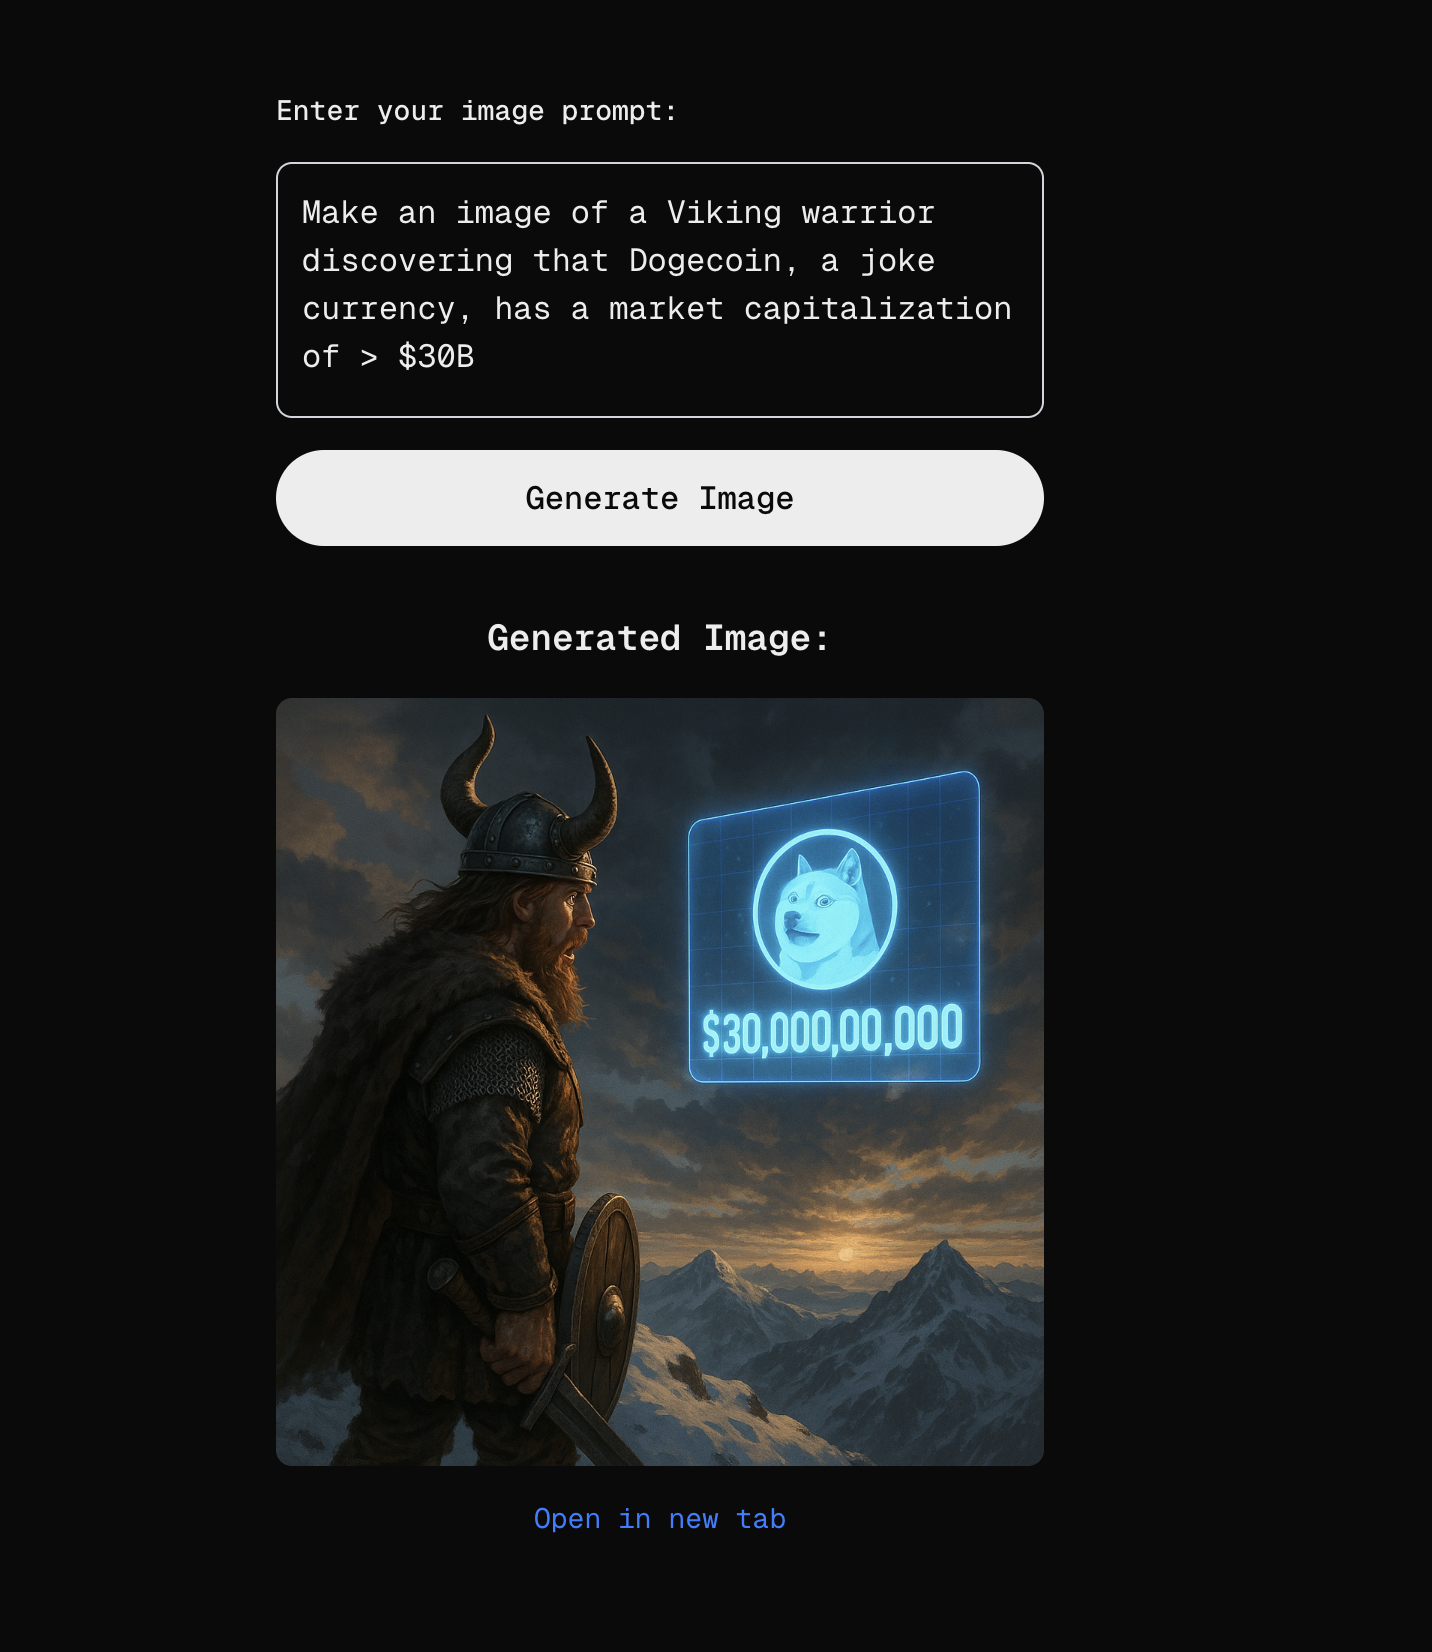 Enter your image prompt:
Make an image of a Viking warrior
discovering that Dogecoin, a joke
currency, has a market capitalization
of > $30B
Generate Image
Generated Image:
$30,000,00,000
Open in new tab